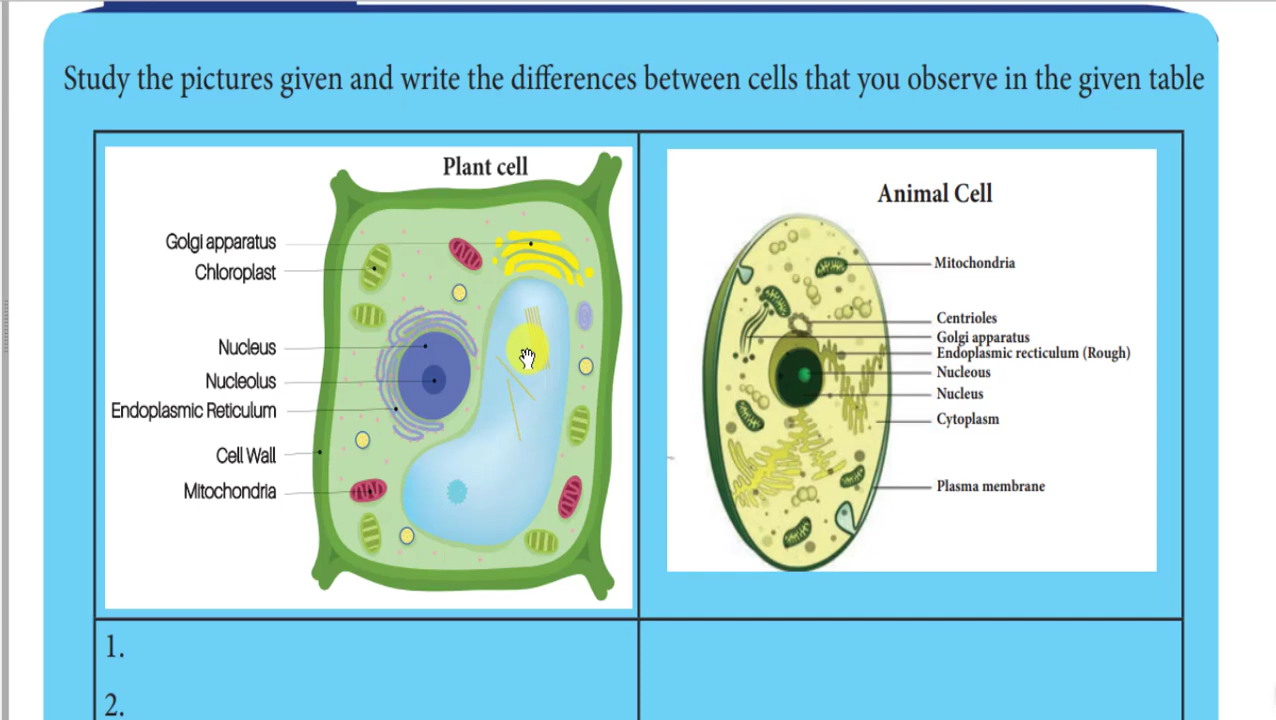 Study the pictures given and write the differences between cells that you observe in the given table
Plant cell
Golgi apparatus
Chloroplast
Nucleus
Nucleolus
Endoplasmic Reticulum
Cell Wall
Mitochondria
Animal Cell
Mitochondria
Centrioles
Golgi apparatus
Endoplasmic recticulum (Rough)
Nucleous
Nucleus
Cytoplasm
Plasma membrane
1.
2.